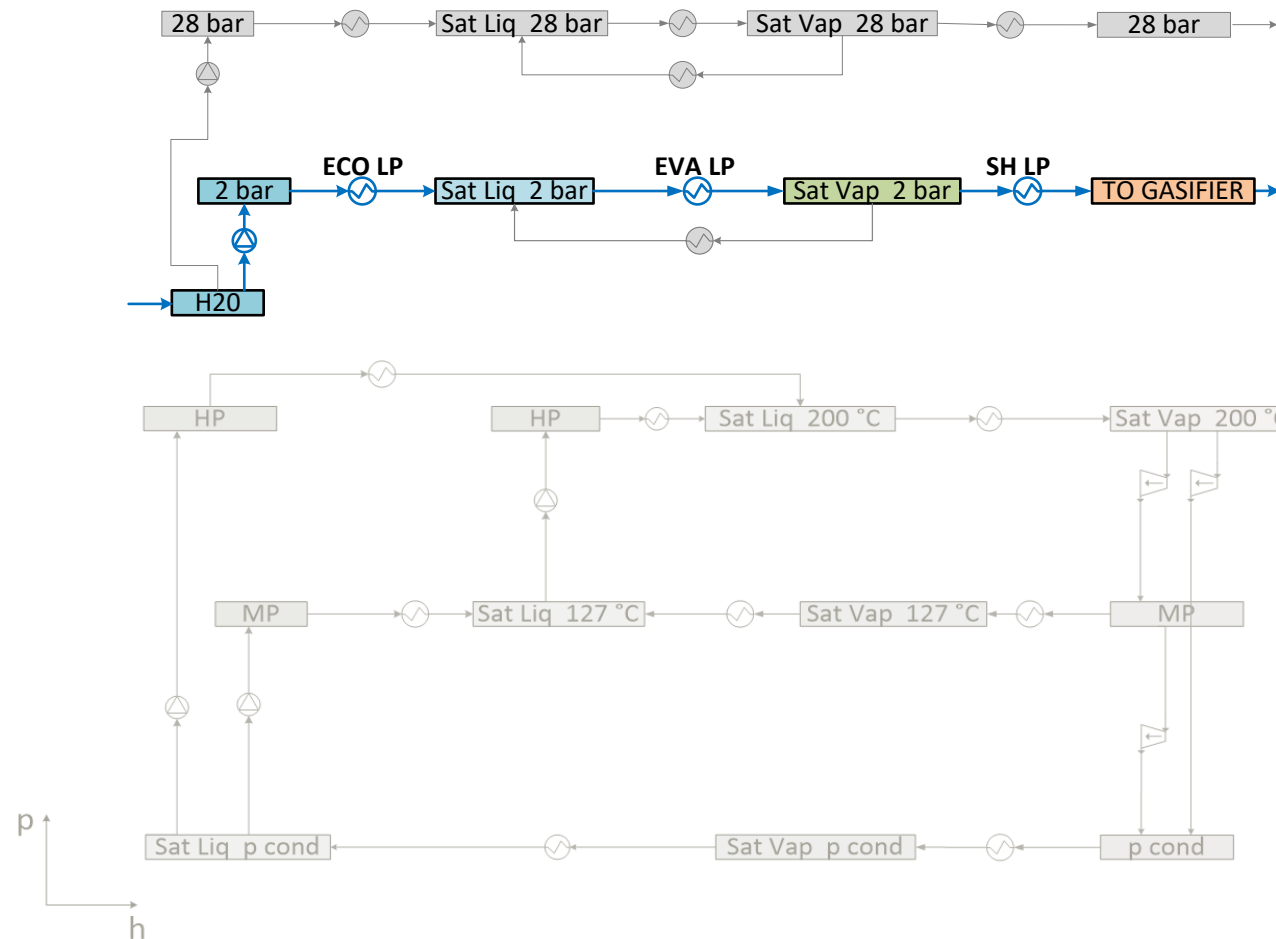 28 bar
Sat Liq 28 bar
Sat Vap 28 bar
28 bar
ECO LP
EVA LP
SH LP
2 bar
Sat Liq 2 bar
Sat Vap 2 bar
TO GASIFIER
H20
HP
HP
Sat Liq 200 °C
Sat Vap 200 °C
MP
Sat Liq 127 °C
Sat Vap 127 °C
MP
p
Sat Liq p cond
Sat Vap p cond
p cond
h